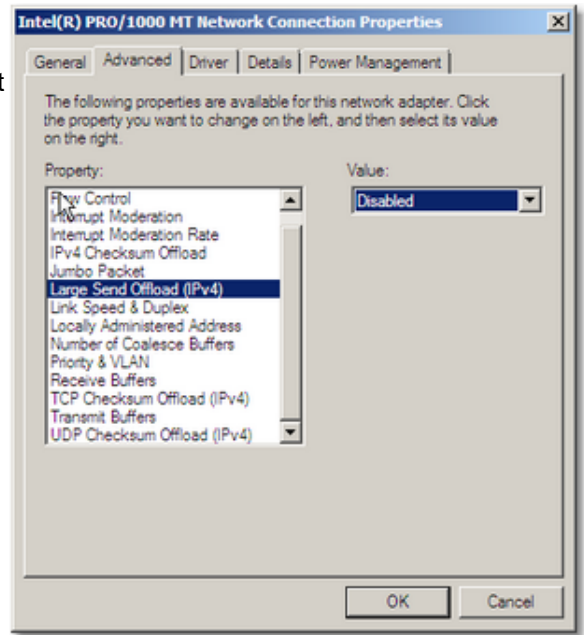 Intel(R) PRO/1000 MT Network Connection Properties
General Advanced Driver Details Power Management
t
The following properties are available for this network adapter. Click
the property you want to change on the left, and then select its value
on the right.
Property: Value:
Flow Control Disabled
Interrupt Moderation
Interrupt Moderation Rate
IPv4 Checksum Offload
Jumbo Packet
Large Send Offload (IPv4)
Link Speed & Duplex
Locally Administered Address
Number of Coalesce Buffers
Priority & VLAN
Receive Buffers
TCP Checksum Offload (IPv4)
Transmit Buffers
UDP Checksum Offload (IPv4)
OK Cancel